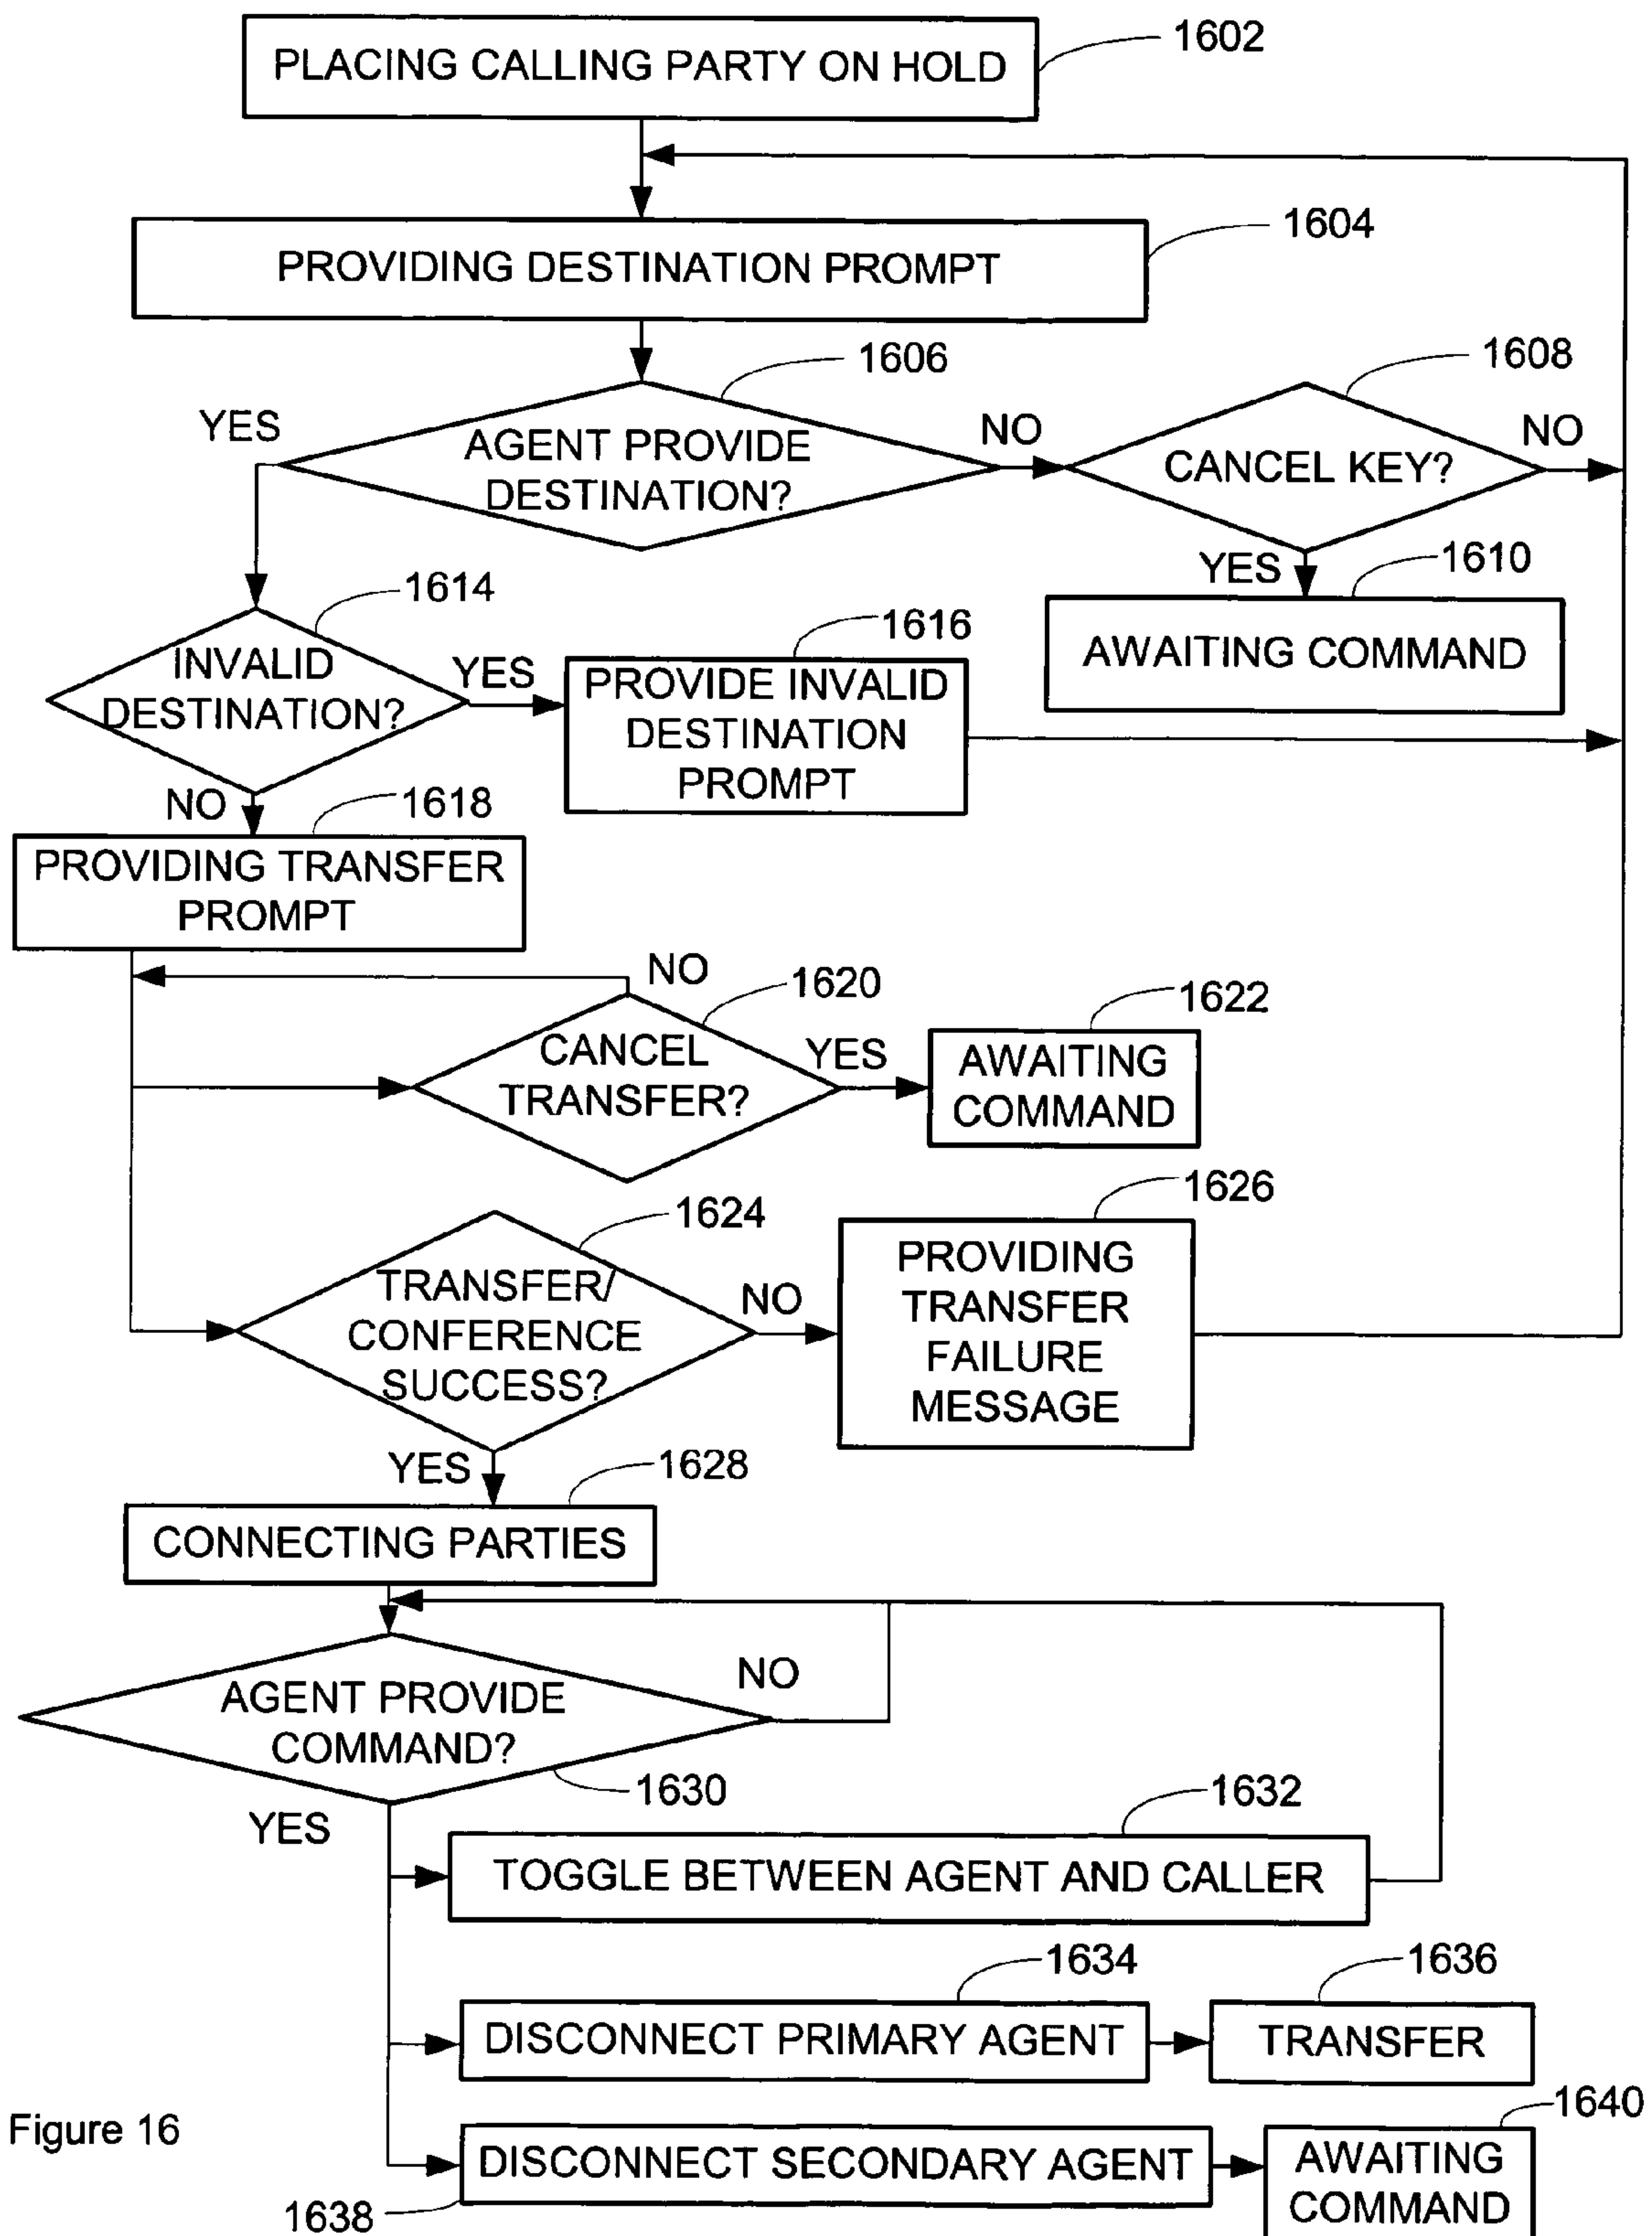 1602
PLACING CALLING PARTY ON HOLD
1604
PROVIDING DESTINATION PROMPT
1606
1608
YES
AGENT PROVIDE
DESTINATION?
NO
CANCEL KEY?
NO
YES
1610
AWAITING COMMAND
1614
INVALID
DESTINATION?
YES
1616
PROVIDE INVALID
DESTINATION
PROMPT
NO
1618
PROVIDING TRANSFER
PROMPT
NO
1620
CANCEL
TRANSFER?
YES
1622
AWAITING
COMMAND
1624
TRANSFER/
CONFERENCE
SUCCESS?
NO
1626
PROVIDING
TRANSFER
FAILURE
MESSAGE
YES
1628
CONNECTING PARTIES
AGENT PROVIDE
COMMAND?
NO
1630
YES
1632
TOGGLE BETWEEN AGENT AND CALLER
1634
DISCONNECT PRIMARY AGENT
1636
TRANSFER
Figure 16
DISCONNECT SECONDARY AGENT
1638
1640
AWAITING
COMMAND